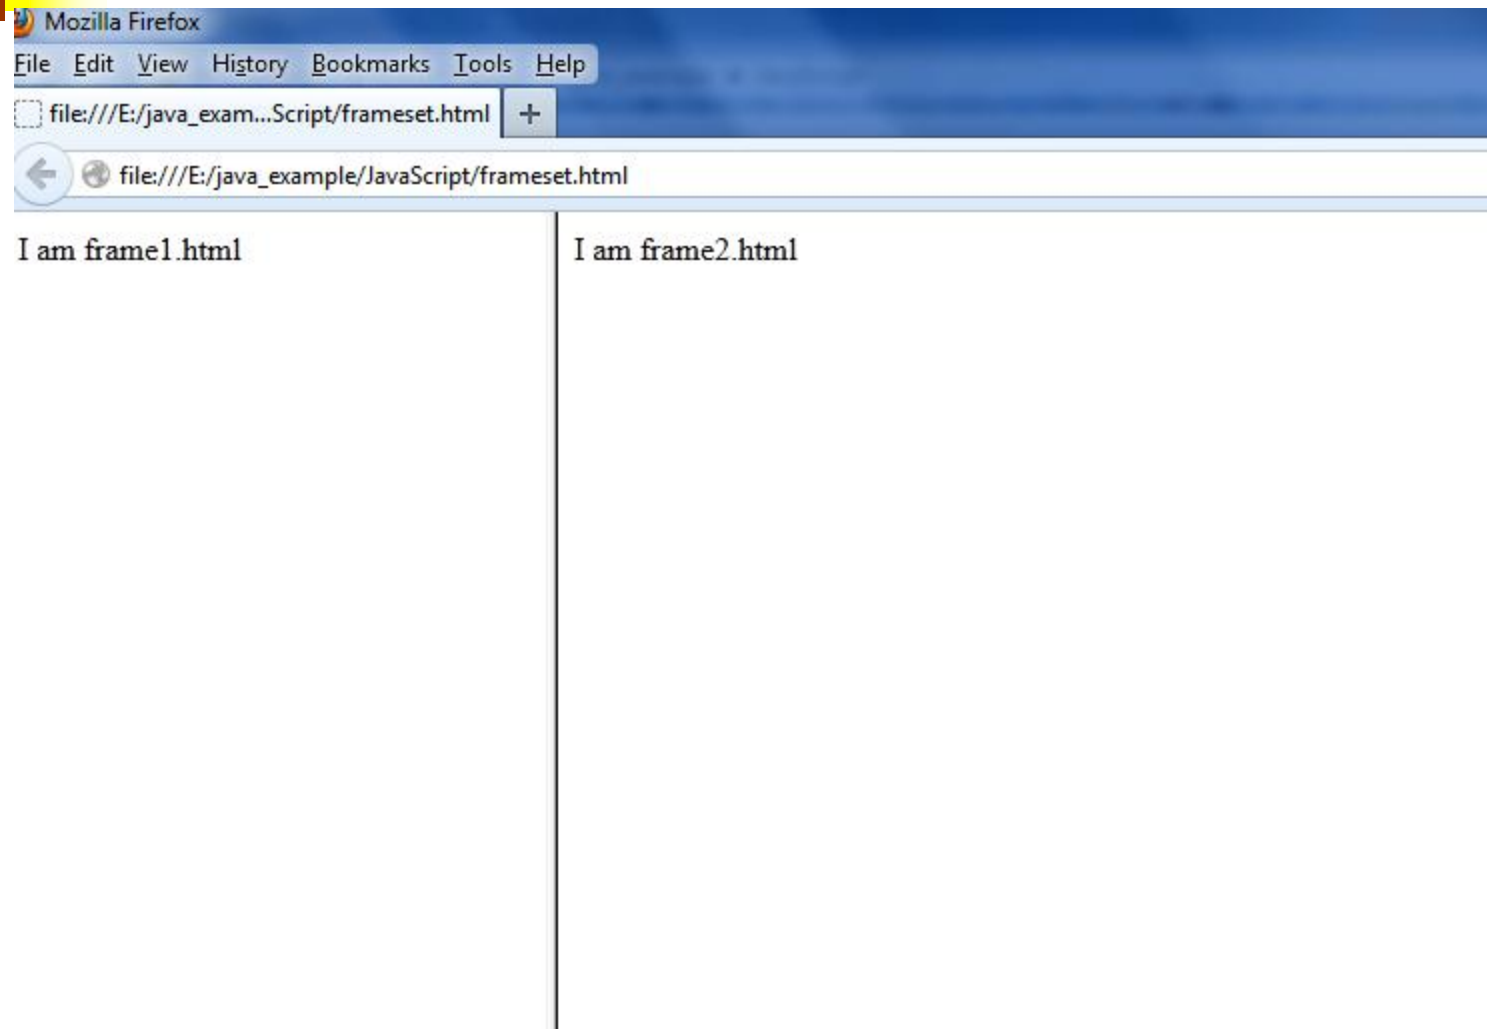 Mozilla Firefox
File Edit View History Bookmarks Tools Help
file:///E:/java_exam...Script/frameset.html +
file:///E:/java_example/JavaScript/frameset.html
I am frame1.html
I am frame2.html